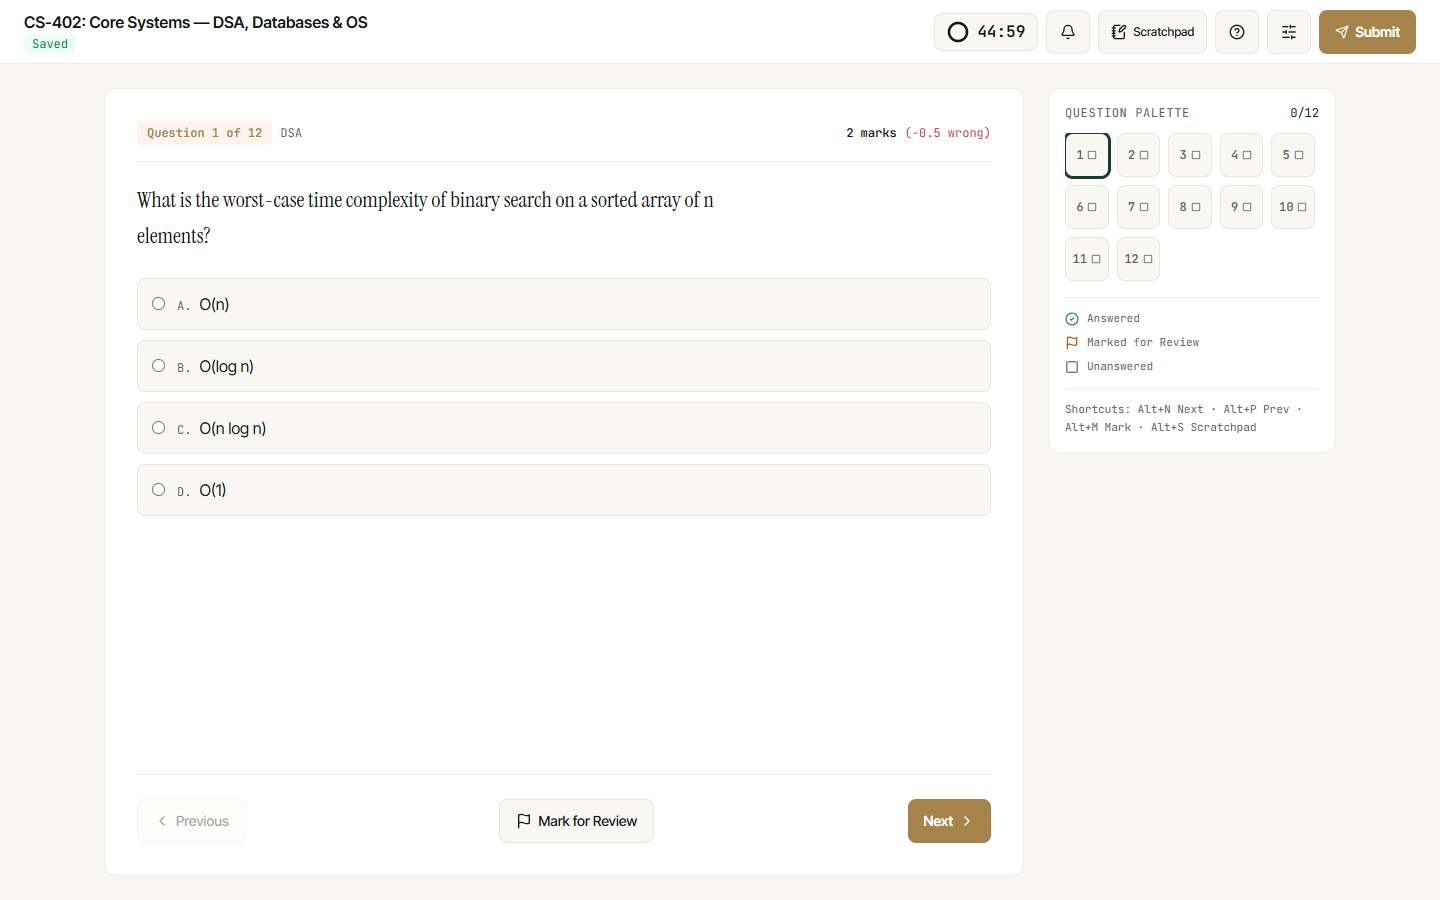 CS-402: Core Systems — DSA, Databases & OS
Saved
44:59
Scratchpad
Submit
Question 1 of 12 DSA
2 marks (-0.5 wrong)
What is the worst-case time complexity of binary search on a sorted array of n
elements?
A. O(n)
B. O(log n)
C. O(n log n)
D. O(1)
Previous
Mark for Review
Next
QUESTION PALETTE 0/12
1 2 3 4 5
6 7 8 9 10
11 12
Answered
Marked for Review
Unanswered
Shortcuts: Alt+N Next · Alt+P Prev ·
Alt+M Mark · Alt+S Scratchpad